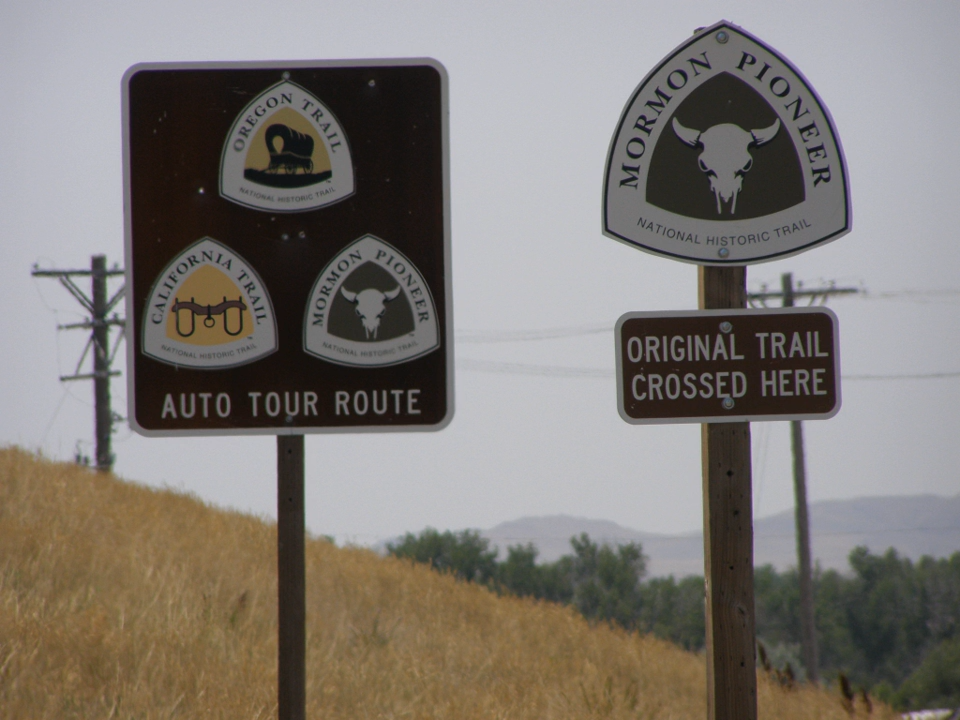 OREGON TRAIL
NATIONAL HISTORIC TRAIL
CALIFORNIA TRAIL
NATIONAL HISTORIC TRAIL
MORMON PIONEER
NATIONAL HISTORIC TRAIL
AUTO TOUR ROUTE
MORMON PIONEER
NATIONAL HISTORIC TRAIL
ORIGINAL TRAIL
CROSSED HERE